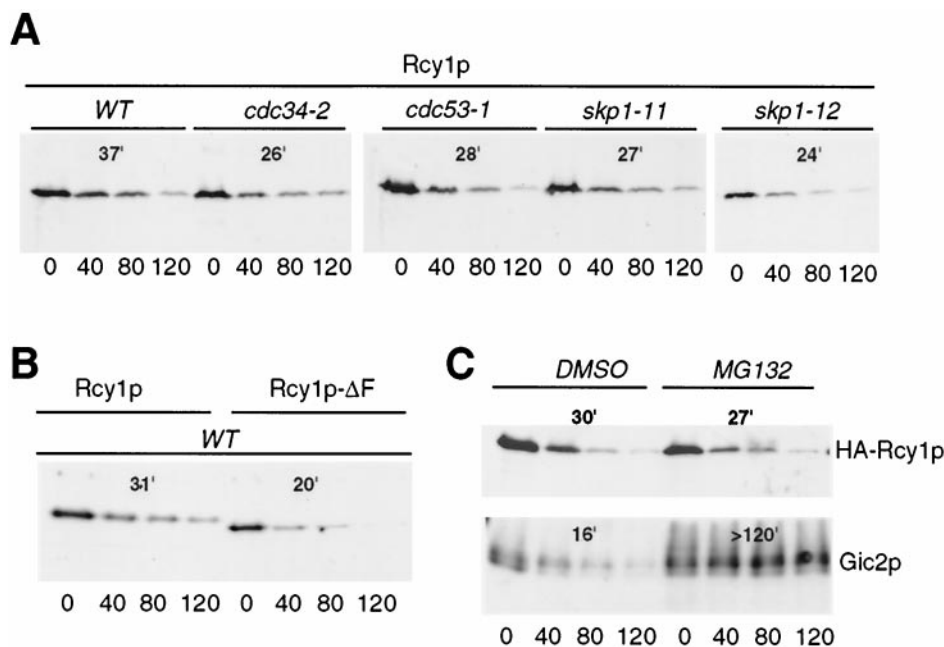 A
Rcy1p
WT cdc34-2 cdc53-1 skp1-11 skp1-12
37' 26' 28' 27' 24'
0 40 80 120 0 40 80 120 0 40 80 120 0 40 80 120 0 40 80 120
B
Rcy1p Rcy1p-ΔF
WT
31' 20'
0 40 80 120 0 40 80 120
C
DMSO MG132
30' 27'
HA-Rcy1p
16' >120'
Gic2p
0 40 80 120 0 40 80 120